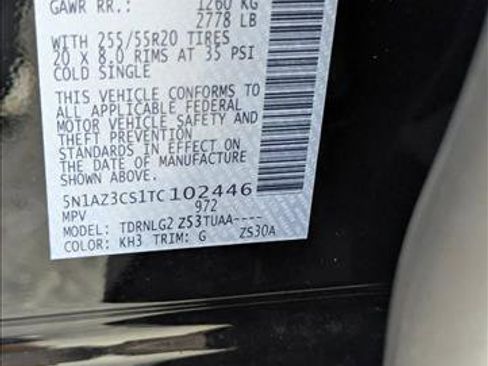 GAWR RR.: 1260 KG
2778 LB
WITH 255/55R20 TIRES
20 X 8.0 RIMS AT 35 PSI
COLD SINGLE
THIS VEHICLE CONFORMS TO
ALL APPLICABLE FEDERAL
MOTOR VEHICLE SAFETY AND
THEFT PREVENTION
STANDARDS IN EFFECT ON
THE DATE OF MANUFACTURE
SHOWN ABOVE.
5N1AZ3CS1TC102446
MPV 972
MODEL: TDRNLG2 Z53TUAA----
COLOR: KH3 TRIM: G ZS30A